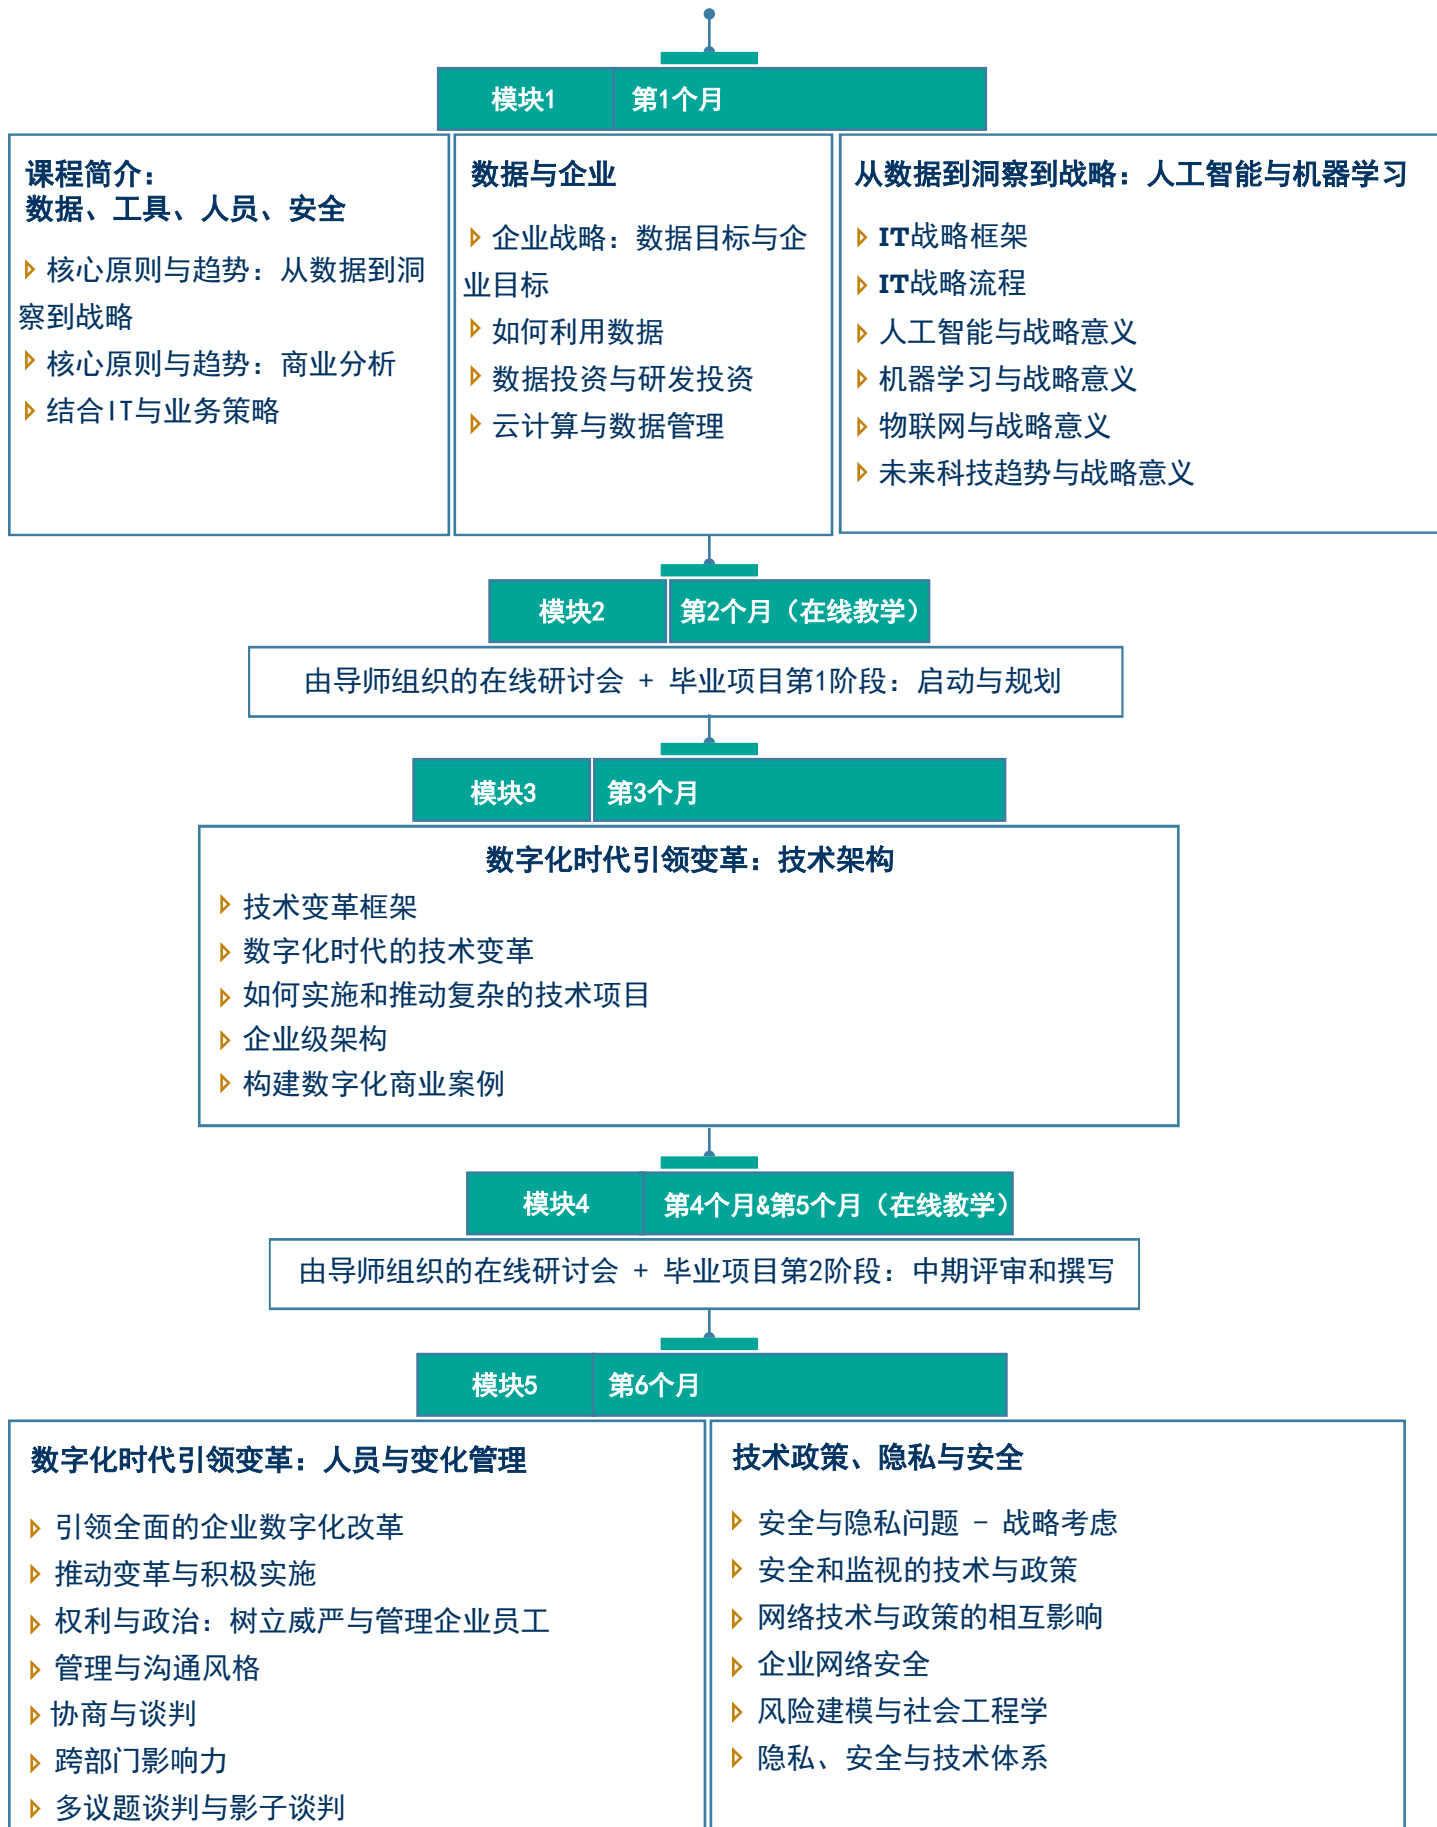 模块1 第1个月
课程简介：
数据、工具、人员、安全
核心原则与趋势：从数据到洞
察到战略
核心原则与趋势：商业分析
结合IT与业务策略
数据与企业
企业战略：数据目标与企
业目标
如何利用数据
数据投资与研发投资
云计算与数据管理
从数据到洞察到战略：人工智能与机器学习
IT战略框架
IT战略流程
人工智能与战略意义
机器学习与战略意义
物联网与战略意义
未来科技趋势与战略意义
模块2 第2个月（在线教学）
由导师组织的在线研讨会 + 毕业项目第1阶段：启动与规划
模块3 第3个月
数字化时代引领变革：技术架构
技术变革框架
数字化时代的技术变革
如何实施和推动复杂的技术项目
企业级架构
构建数字化商业案例
模块4 第4个月&第5个月（在线教学）
由导师组织的在线研讨会 + 毕业项目第2阶段：中期评审和撰写
模块5 第6个月
数字化时代引领变革：人员与变化管理
引领全面的企业数字化改革
推动变革与积极实施
权利与政治：树立威严与管理企业员工
管理与沟通风格
协商与谈判
跨部门影响力
多议题谈判与影子谈判
技术政策、隐私与安全
安全与隐私问题 - 战略考虑
安全和监视的技术与政策
网络技术与政策的相互影响
企业网络安全
风险建模与社会工程学
隐私、安全与技术体系